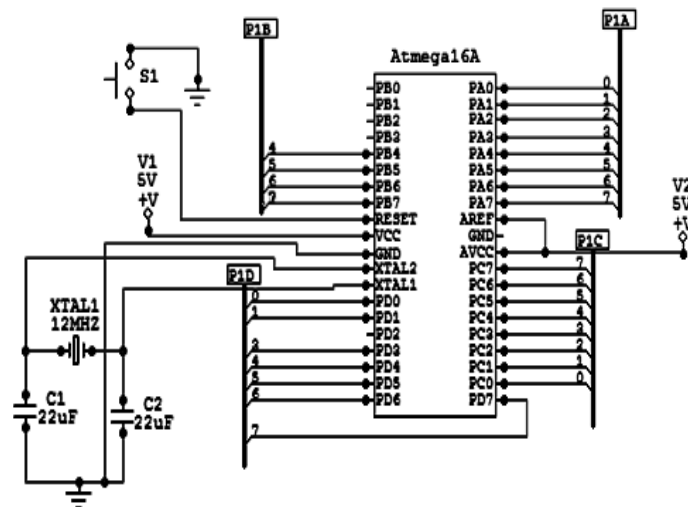 P1B
P1A
Atmega16A
S1
PB0
PB1
PB2
PB3
PB4
PB5
PB6
PB7
RESET
VCC
GND
XTAL2
XTAL1
PD0
PD1
PD2
PD3
PD4
PD5
PD6
PA0
PA1
PA2
PA3
PA4
PA5
PA6
PA7
AREF
GND
AVCC
PC7
PC6
PC5
PC4
PC3
PC2
PC1
PC0
PD7
4
5
6
7
0
1
2
3
4
5
6
7
V1
5V
+V
V2
5V
+V
P1C
7
6
5
4
3
2
1
0
P1D
0
1
3
4
5
6
7
XTAL1
12MHZ
C1
22uF
C2
22uF